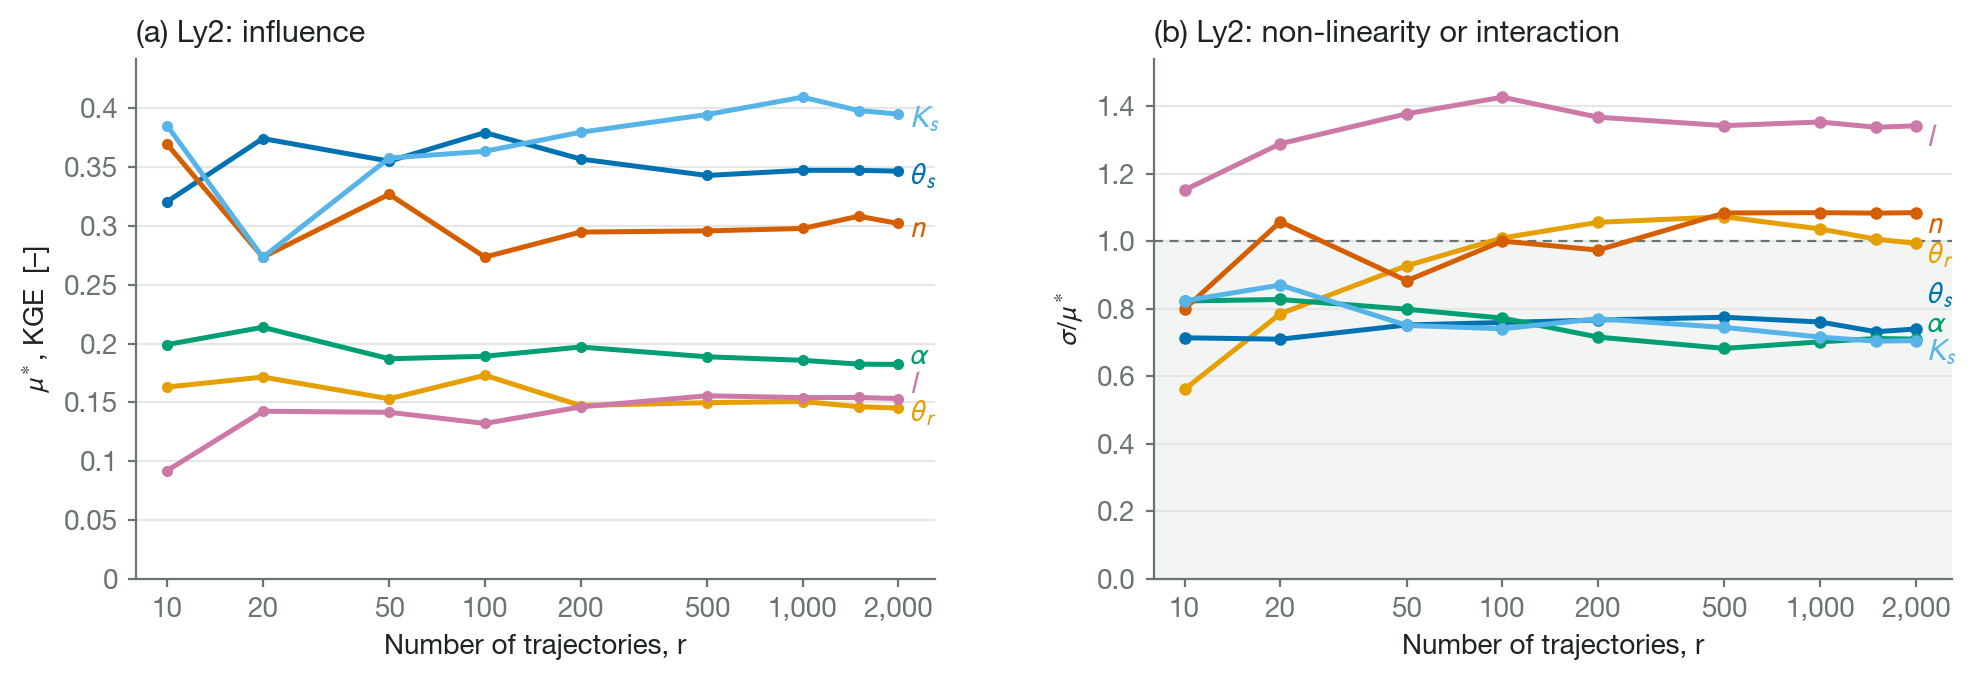 (a) Ly2: influence
μ*, KGE [–]
0.4
0.35
0.3
0.25
0.2
0.15
0.1
0.05
0
10 20 50 100 200 500 1,000 2,000
Number of trajectories, r
Kₛ
θₛ
n
α
l
θᵣ
(b) Ly2: non-linearity or interaction
σ/μ*
1.4
1.2
1.0
0.8
0.6
0.4
0.2
0.0
10 20 50 100 200 500 1,000 2,000
Number of trajectories, r
l
n
θᵣ
θₛ
α
Kₛ